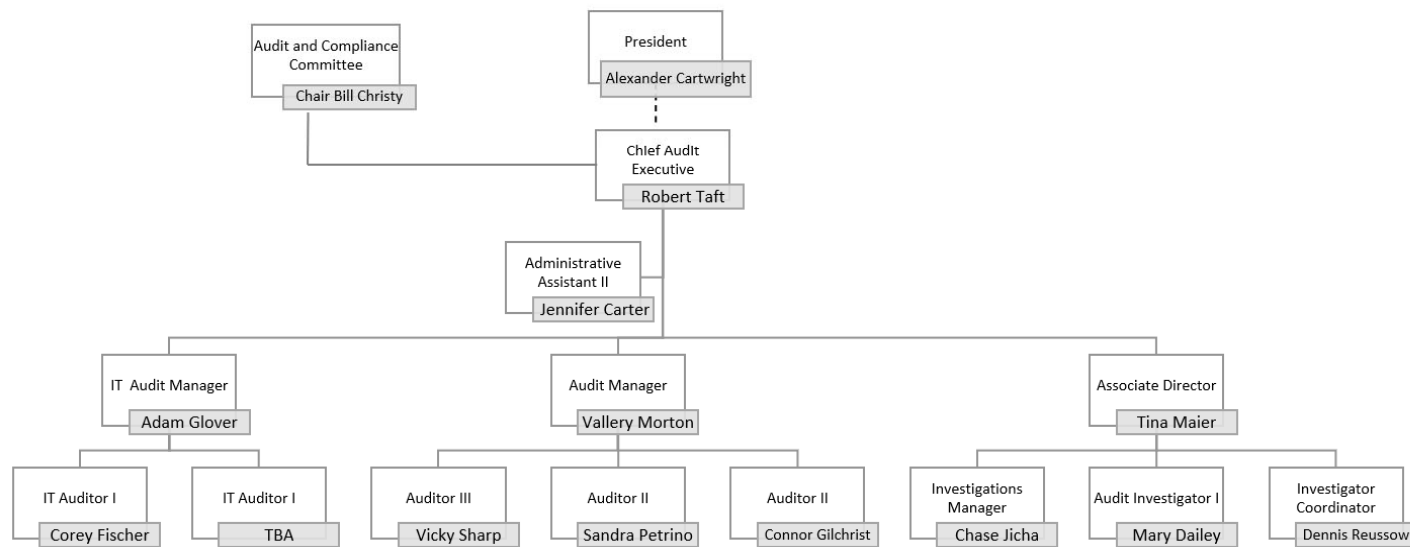 Audit and Compliance
Committee
Chair Bill Christy
President
Alexander Cartwright
Chief Audit
Executive
Robert Taft
Administrative
Assistant II
Jennifer Carter
IT Audit Manager
Adam Glover
Audit Manager
Vallery Morton
Associate Director
Tina Maier
IT Auditor I
Corey Fischer
IT Auditor I
TBA
Auditor III
Vicky Sharp
Auditor II
Sandra Petrino
Auditor II
Connor Gilchrist
Investigations
Manager
Chase Jicha
Audit Investigator I
Mary Dailey
Investigator
Coordinator
Dennis Reussow